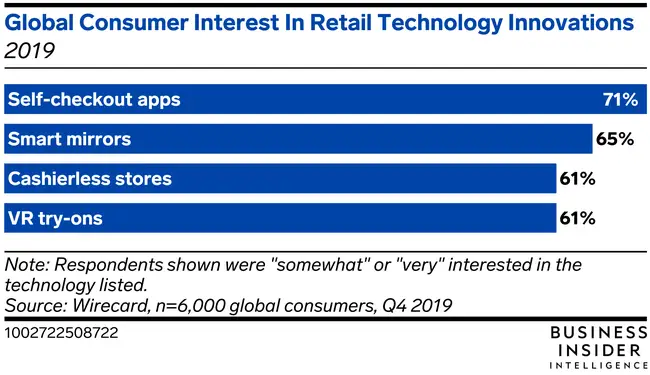 Global Consumer Interest In Retail Technology Innovations
2019
Self-checkout apps 71%
Smart mirrors 65%
Cashierless stores 61%
VR try-ons 61%
Note: Respondents shown were "somewhat" or "very" interested in the
technology listed.
Source: Wirecard, n=6,000 global consumers, Q4 2019
1002722508722
BUSINESS
INSIDER
INTELLIGENCE